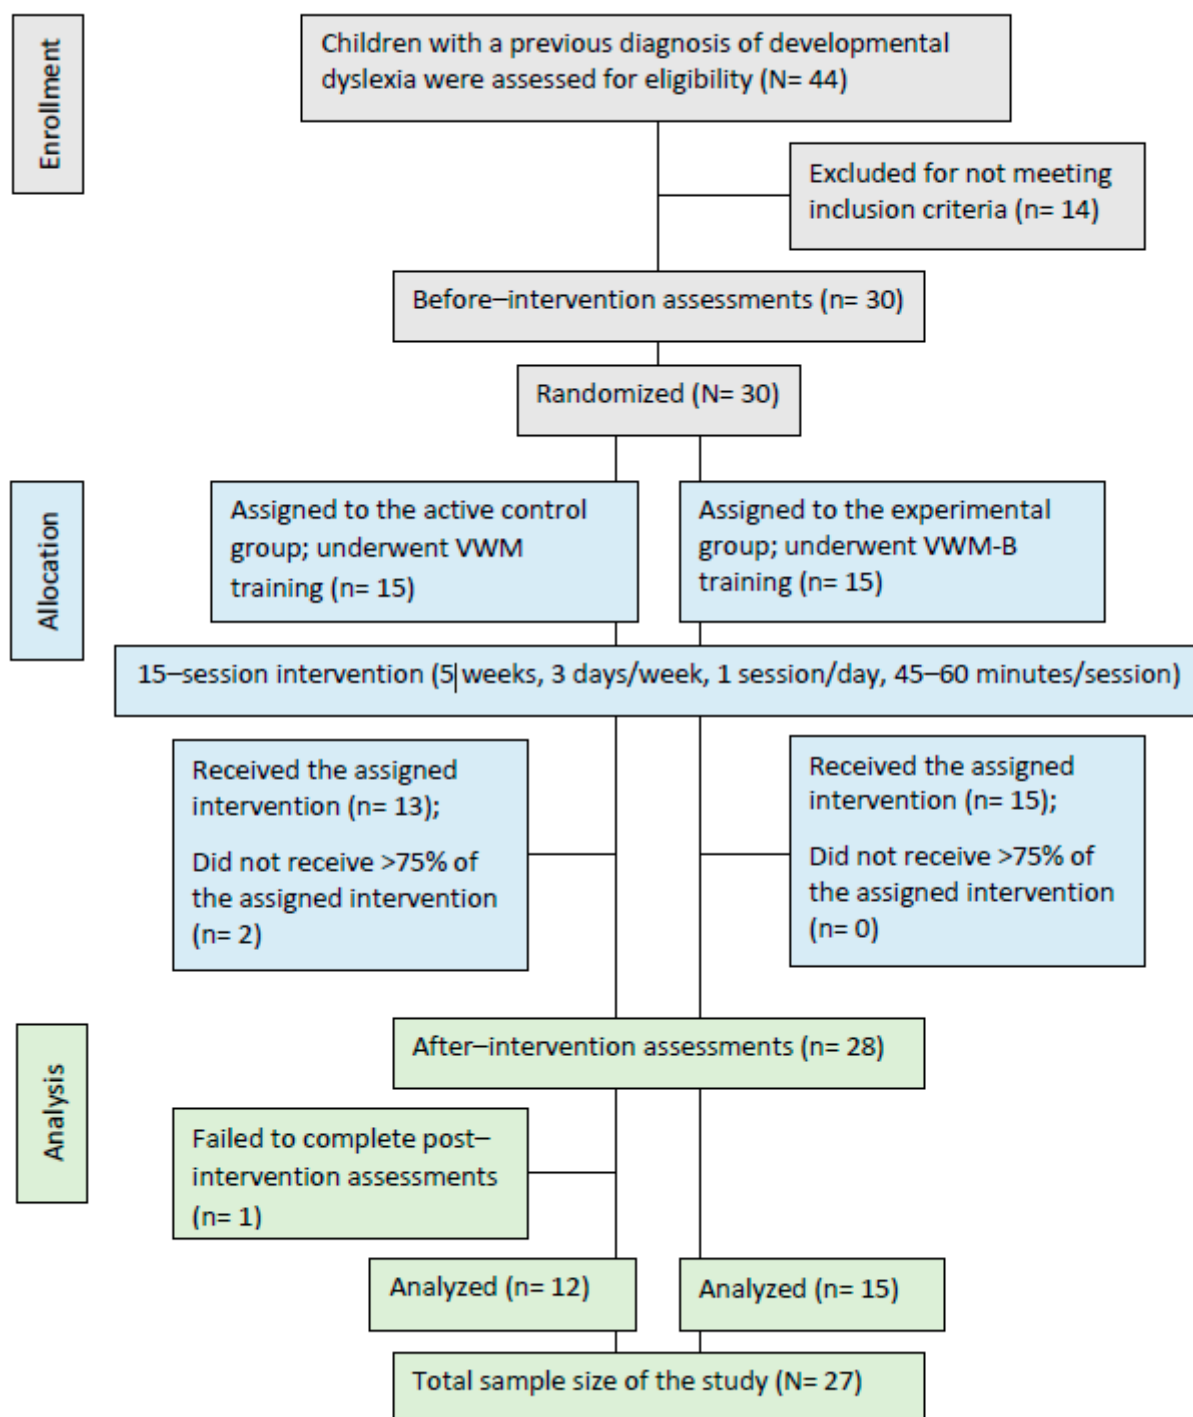 Enrollment
Children with a previous diagnosis of developmental
dyslexia were assessed for eligibility (N= 44)
Excluded for not meeting
inclusion criteria (n= 14)
Before–intervention assessments (n= 30)
Randomized (N= 30)
Allocation
Assigned to the active control
group; underwent VWM
training (n= 15)
Assigned to the experimental
group; underwent VWM-B
training (n= 15)
15–session intervention (5 weeks, 3 days/week, 1 session/day, 45–60 minutes/session)
Received the assigned
intervention (n= 13);
Did not receive >75% of
the assigned intervention
(n= 2)
Received the assigned
intervention (n= 15);
Did not receive >75% of
the assigned intervention
(n= 0)
Analysis
After–intervention assessments (n= 28)
Failed to complete post–
intervention assessments
(n= 1)
Analyzed (n= 12)
Analyzed (n= 15)
Total sample size of the study (N= 27)